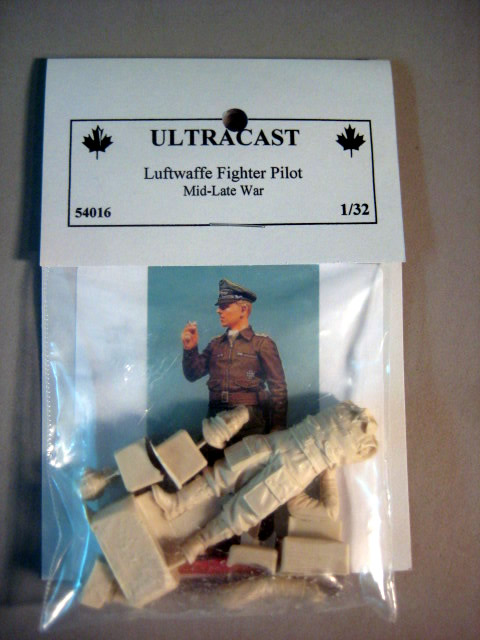 ULTRACAST
Luftwaffe Fighter Pilot
Mid-Late War
54016 1/32